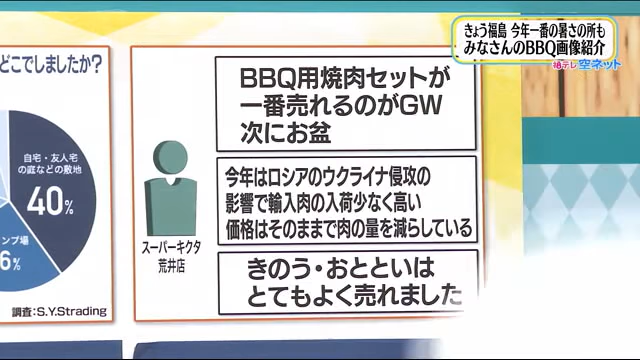 きょう福島 今年一番の暑さの所も
みなさんのBBQ画像紹介
福テレ 空ネット
どこでしたか?
自宅・友人宅
の庭などの敷地
40%
ンプ場
6%
調査:S.Y.Strading
BBQ用焼肉セットが
一番売れるのがGW
次にお盆
今年はロシアのウクライナ侵攻の
影響で輸入肉の入荷少なく高い
価格はそのままで肉の量を減らしている
スーパーキクタ
荒井店
きのう・おとといは
とてもよく売れました